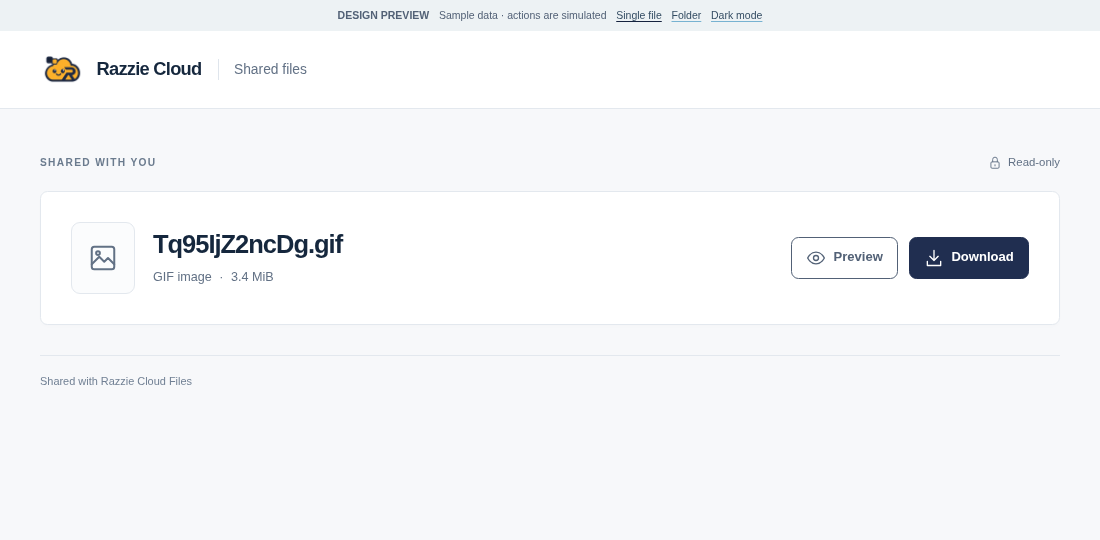 DESIGN PREVIEW Sample data · actions are simulated Single file Folder Dark mode
Razzie Cloud Shared files
SHARED WITH YOU Read-only
Tq95IjZ2ncDg.gif
GIF image · 3.4 MiB
Preview Download
Shared with Razzie Cloud Files